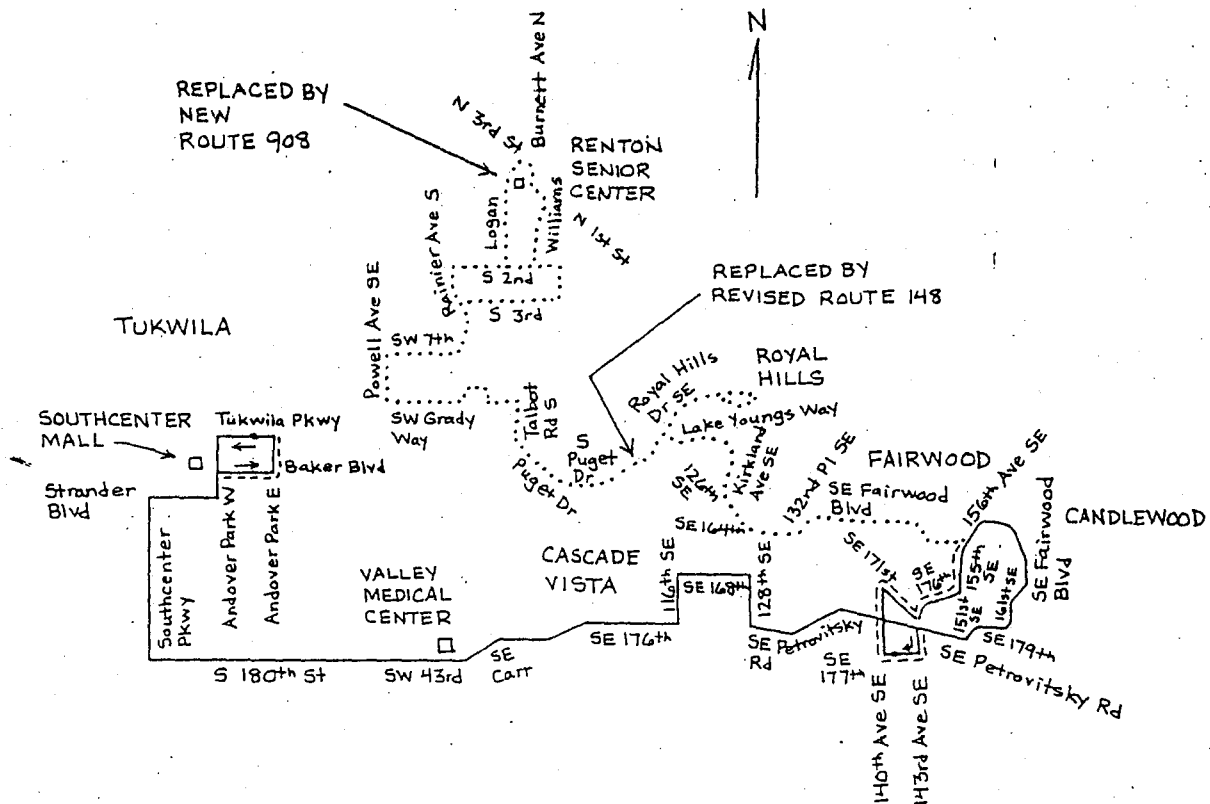 N
REPLACED BY
NEW
ROUTE 908
N 3rd St
Burnett Ave N
RENTON
SENIOR
CENTER
Logan
Williams
N 1st St
Rainier Ave S
S 2nd
S 3rd
REPLACED BY
REVISED ROUTE 148
TUKWILA
Powell Ave SE
SW 7th
SW Grady
Way
Talbot
Rd S
Puget Dr
S
Puget
Dr
Royal Hills
Dr SE
ROYAL
HILLS
Lake Youngs Way
Kirkland
Ave SE
126th
SE
SE 164th
132nd Pl SE
FAIRWOOD
SE Fairwood
Blvd
156th Ave SE
SE Fairwood
Blvd
CANDLEWOOD
SOUTHCENTER
MALL
Tukwila Pkwy
Baker Blvd
Strander
Blvd
Southcenter
Pkwy
Andover Park W
Andover Park E
VALLEY
MEDICAL
CENTER
CASCADE
VISTA
116th SE
SE 168th
128th SE
SE 171st
SE
176th
155th
SE
151st
SE
161st SE
S 180th St
SW 43rd
SE
Carr
SE 176th
SE Petrovitsky
Rd
SE
177th
SE 179th
SE Petrovitsky Rd
140th Ave SE
143rd Ave SE